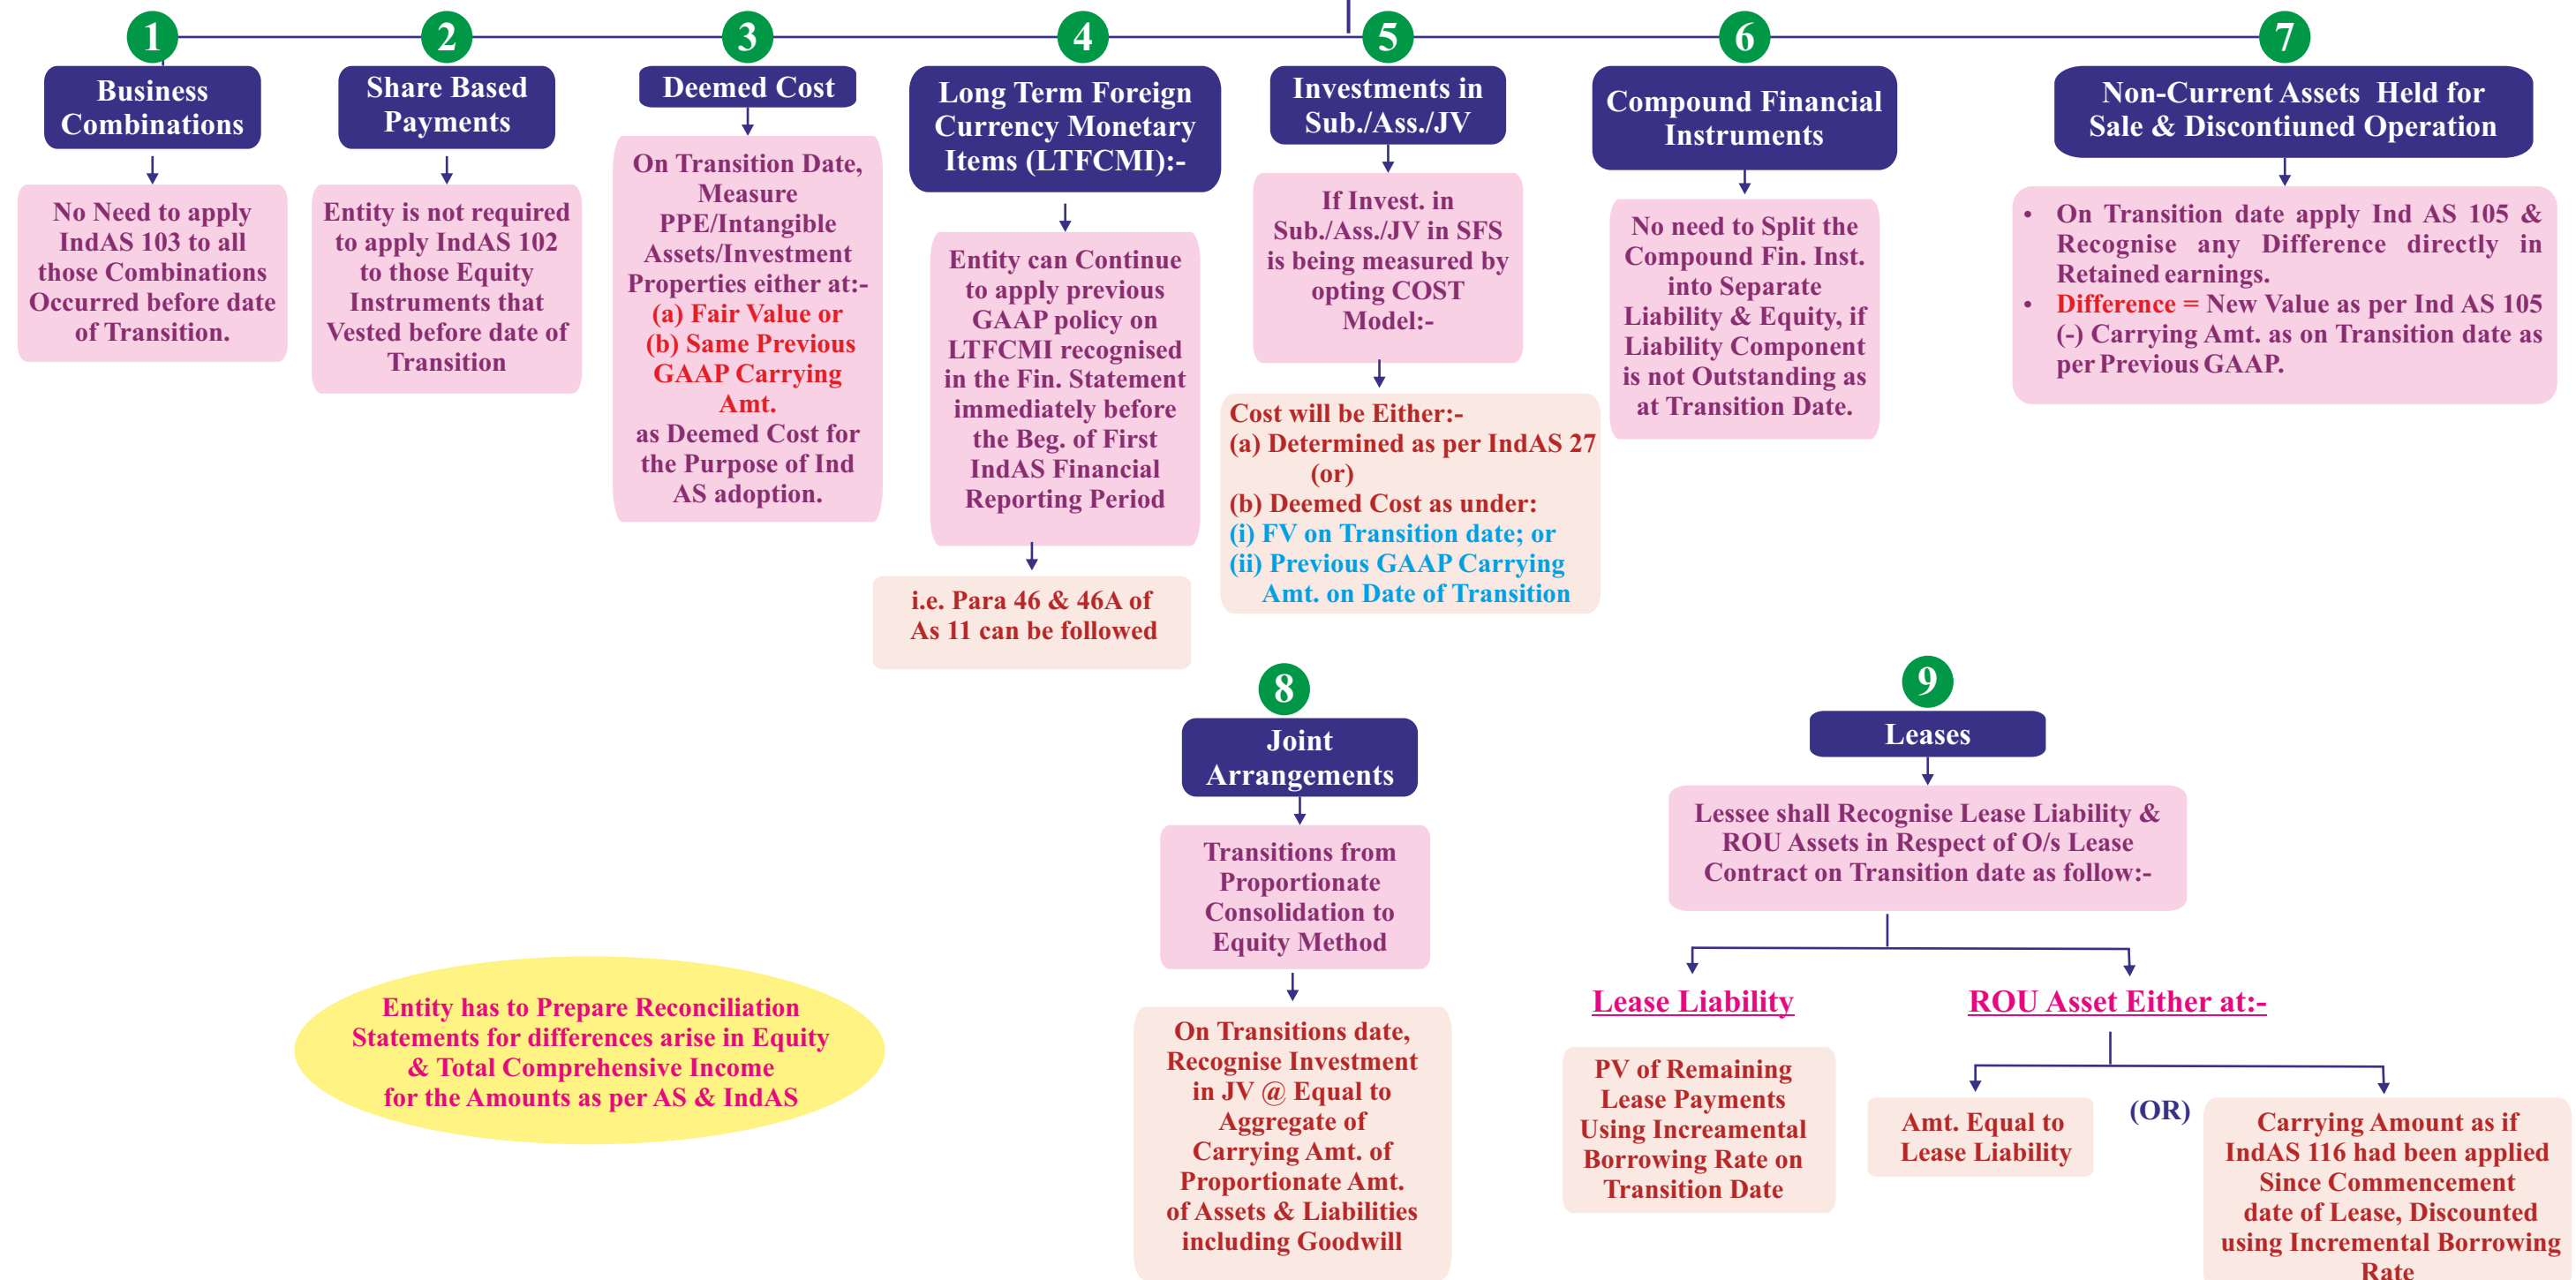 1
Business
Combinations
No Need to apply
IndAS 103 to all
those Combinations
Occurred before date
of Transition.
2
Share Based
Payments
Entity is not required
to apply IndAS 102
to those Equity
Instruments that
Vested before date of
Transition
3
Deemed Cost
On Transition Date,
Measure
PPE/Intangible
Assets/Investment
Properties either at:-
(a) Fair Value or
(b) Same Previous
GAAP Carrying
Amt.
as Deemed Cost for
the Purpose of Ind
AS adoption.
4
Long Term Foreign
Currency Monetary
Items (LTFCMI):-
Entity can Continue
to apply previous
GAAP policy on
LTFCMI recognised
in the Fin. Statement
immediately before
the Beg. of First
IndAS Financial
Reporting Period
i.e. Para 46 & 46A of
As 11 can be followed
5
Investments in
Sub./Ass./JV
If Invest. in
Sub./Ass./JV in SFS
is being measured by
opting COST
Model:-
Cost will be Either:-
(a) Determined as per IndAS 27
(or)
(b) Deemed Cost as under:
(i) FV on Transition date; or
(ii) Previous GAAP Carrying
Amt. on Date of Transition
6
Compound Financial
Instruments
No need to Split the
Compound Fin. Inst.
into Separate
Liability & Equity, if
Liability Component
is not Outstanding as
at Transition Date.
7
Non-Current Assets Held for
Sale & Discontiuned Operation
• On Transition date apply Ind AS 105 &
Recognise any Difference directly in
Retained earnings.
• Difference = New Value as per Ind AS 105
(-) Carrying Amt. as on Transition date as
per Previous GAAP.
8
Joint
Arrangements
Transitions from
Proportionate
Consolidation to
Equity Method
On Transitions date,
Recognise Investment
in JV @ Equal to
Aggregate of
Carrying Amt. of
Proportionate Amt.
of Assets & Liabilities
including Goodwill
9
Leases
Lessee shall Recognise Lease Liability &
ROU Assets in Respect of O/s Lease
Contract on Transition date as follow:-
Lease Liability
PV of Remaining
Lease Payments
Using Increamental
Borrowing Rate on
Transition Date
ROU Asset Either at:-
Amt. Equal to
Lease Liability
(OR)
Carrying Amount as if
IndAS 116 had been applied
Since Commencement
date of Lease, Discounted
using Incremental Borrowing
Rate
Entity has to Prepare Reconciliation
Statements for differences arise in Equity
& Total Comprehensive Income
for the Amounts as per AS & IndAS